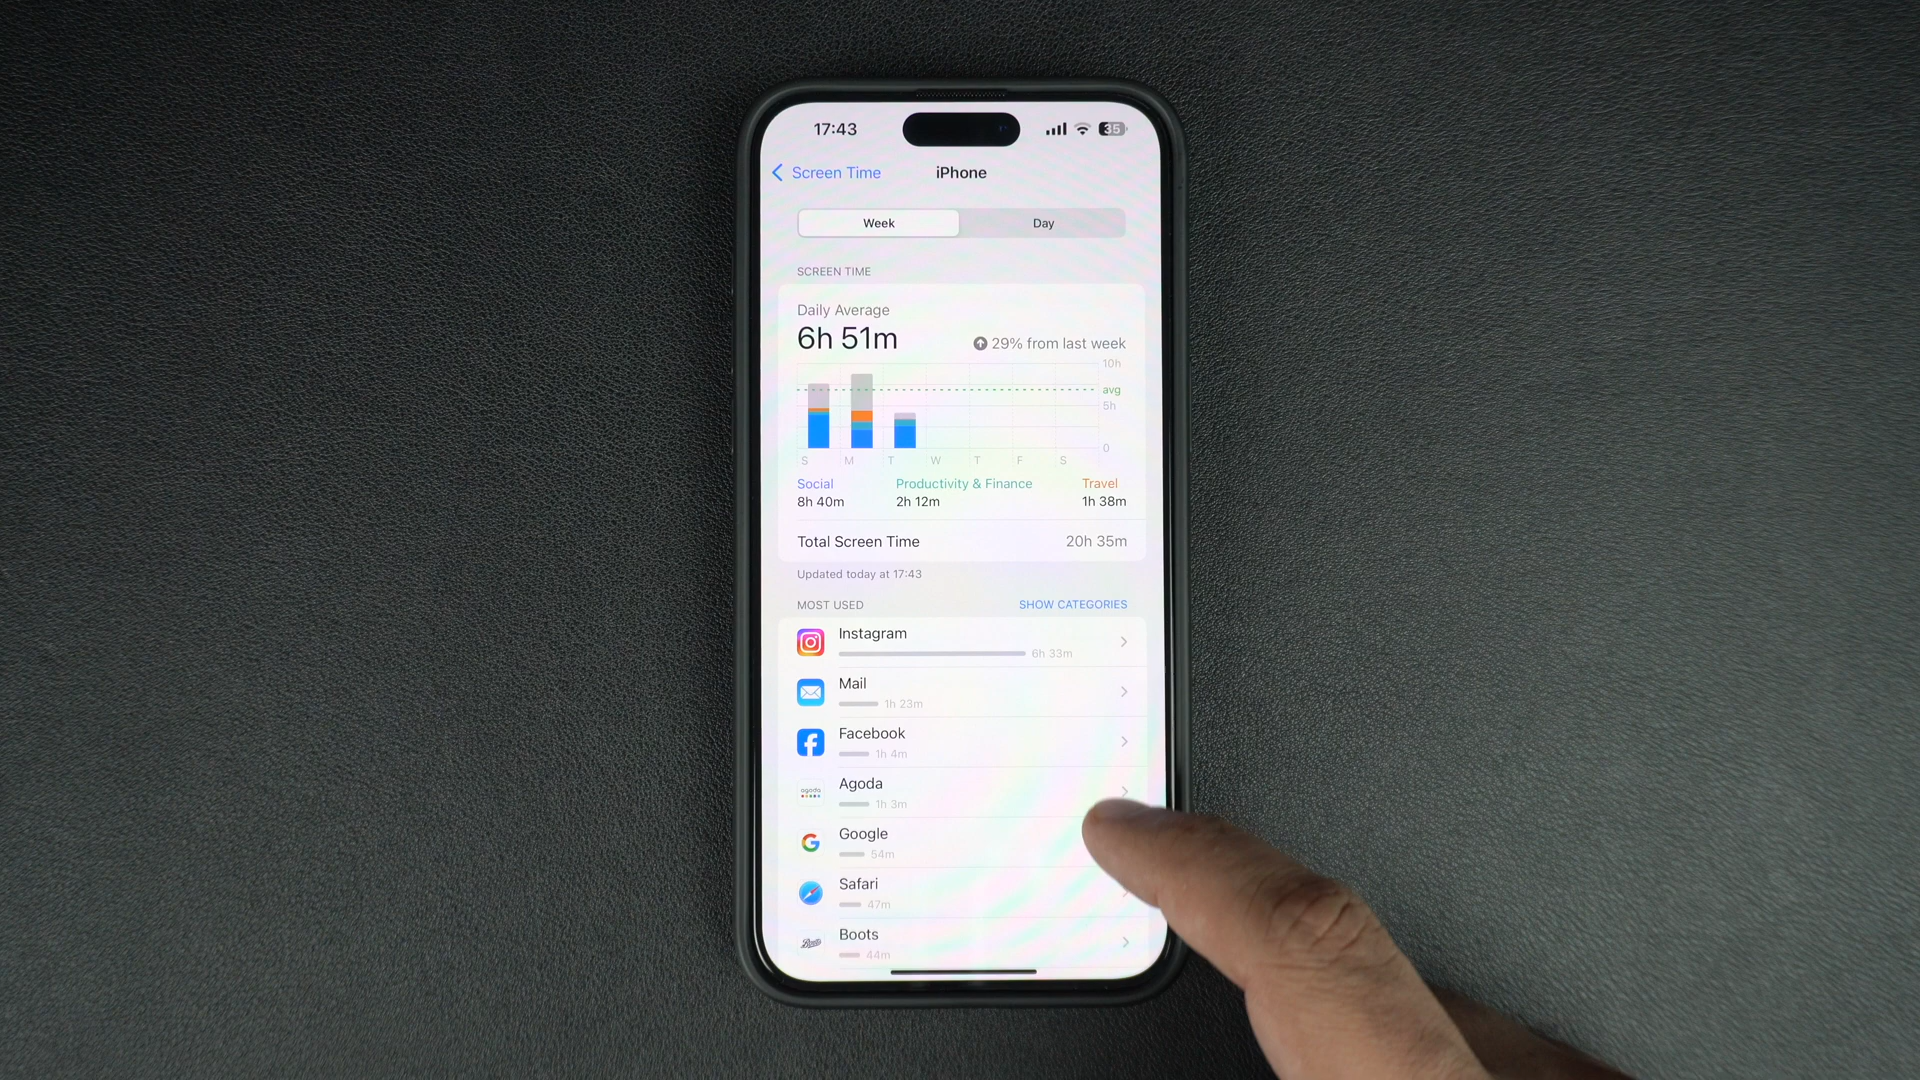 17:43 35
Screen Time iPhone
Week Day
SCREEN TIME
Daily Average
6h 51m 29% from last week
10h
avg
5h
0
S M T W T F S
Social Productivity & Finance Travel
8h 40m 2h 12m 1h 38m
Total Screen Time 20h 35m
Updated today at 17:43
MOST USED SHOW CATEGORIES
Instagram
6h 33m
Mail
1h 23m
Facebook
1h 4m
agoda
Agoda
1h 3m
Google
54m
Safari
47m
Boots
Boots
44m